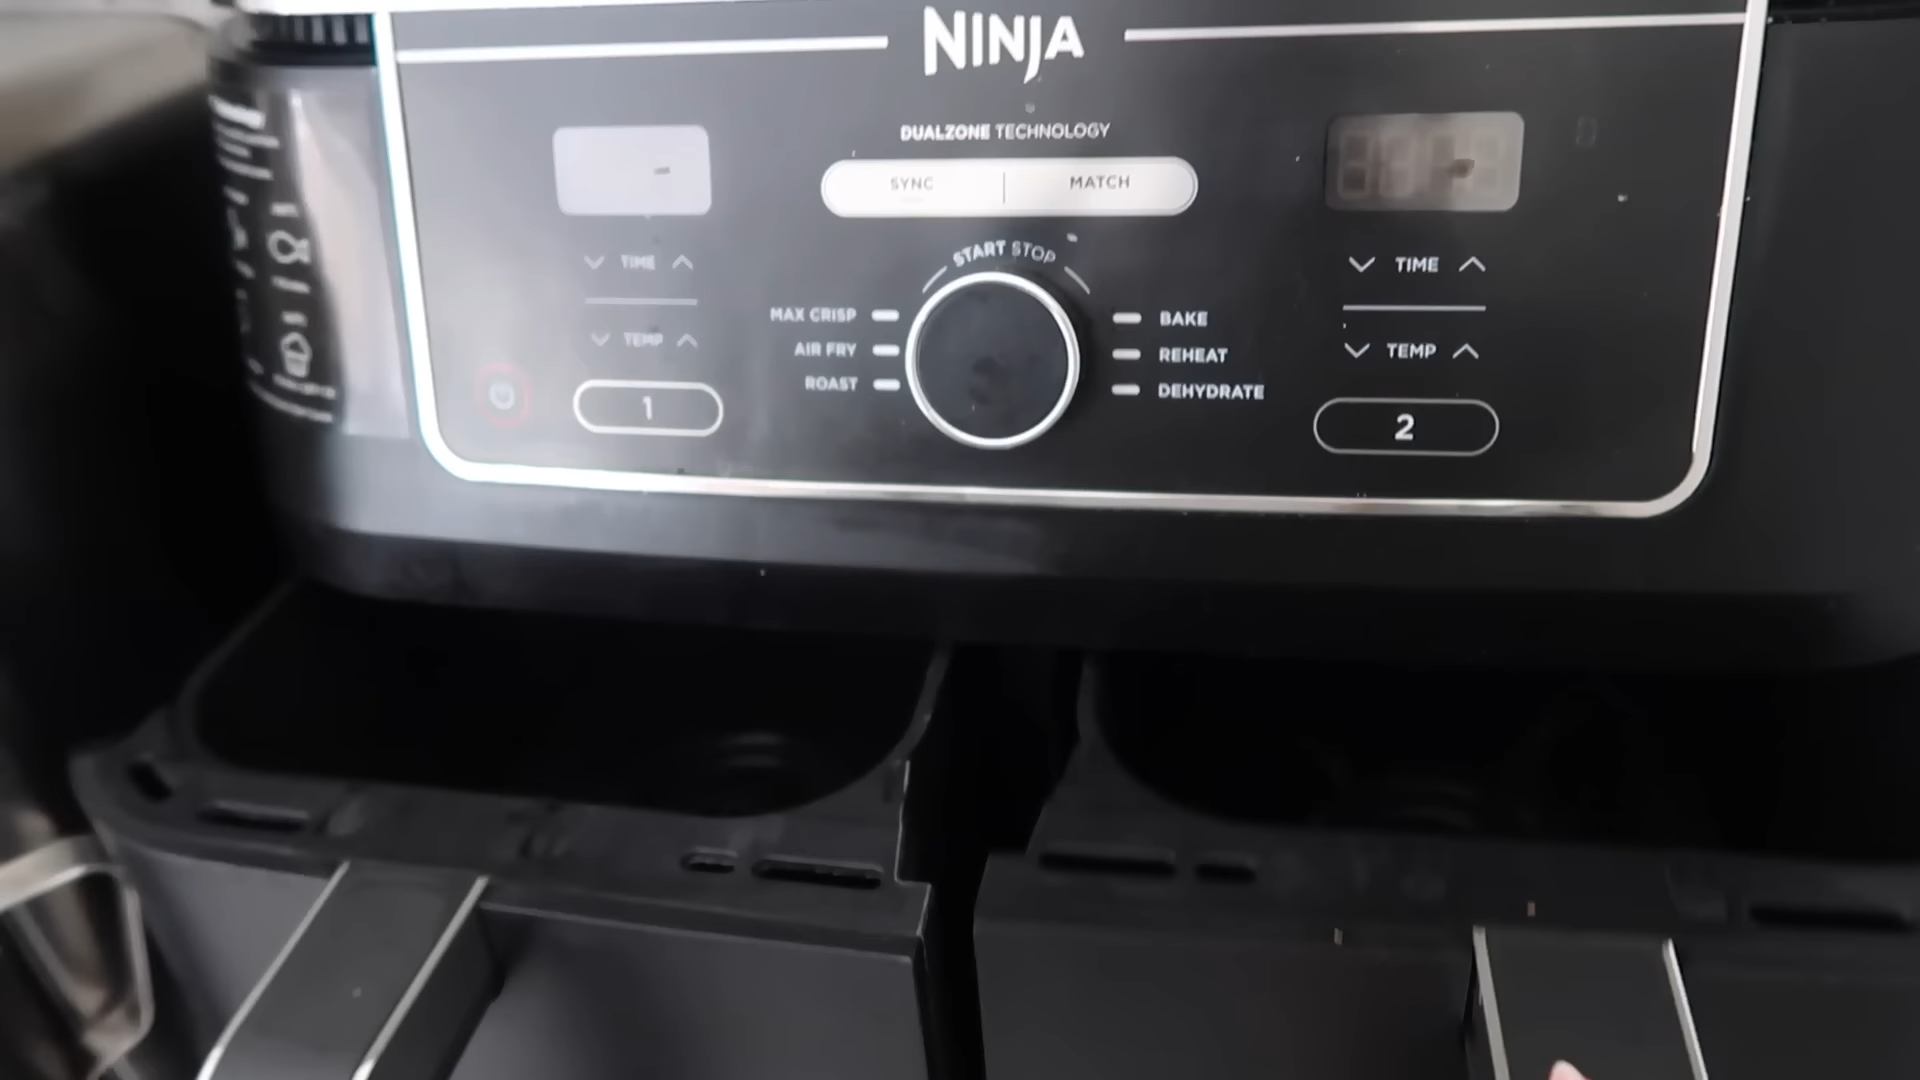 NINJA
DUALZONE TECHNOLOGY
SYNC
MATCH
START STOP
TIME
TEMP
1
MAX CRISP
AIR FRY
ROAST
BAKE
REHEAT
DEHYDRATE
TIME
TEMP
2